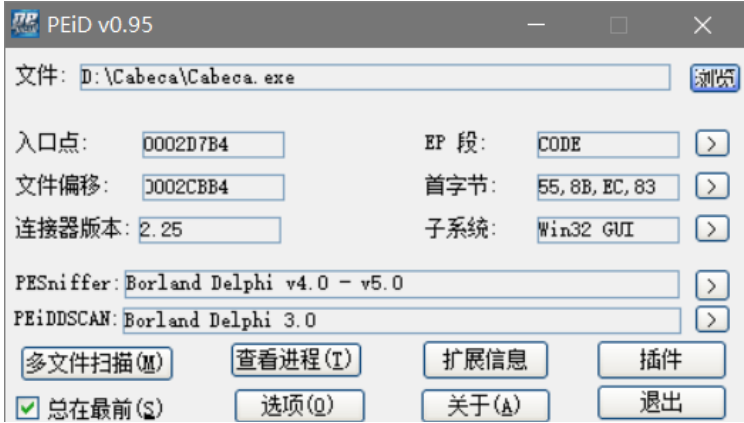 PEiD v0.95
文件: D:\Cabeca\Cabeca.exe 浏览
入口点: 0002D7B4 EP 段: CODE >
文件偏移: 0002CBB4 首字节: 55,8B,EC,83 >
连接器版本: 2.25 子系统: Win32 GUI >
PESniffer: Borland Delphi v4.0 - v5.0 >
PEiDDSCAN: Borland Delphi 3.0 >
多文件扫描(M) 查看进程(T) 扩展信息 插件
总在最前(S) 选项(O) 关于(A) 退出